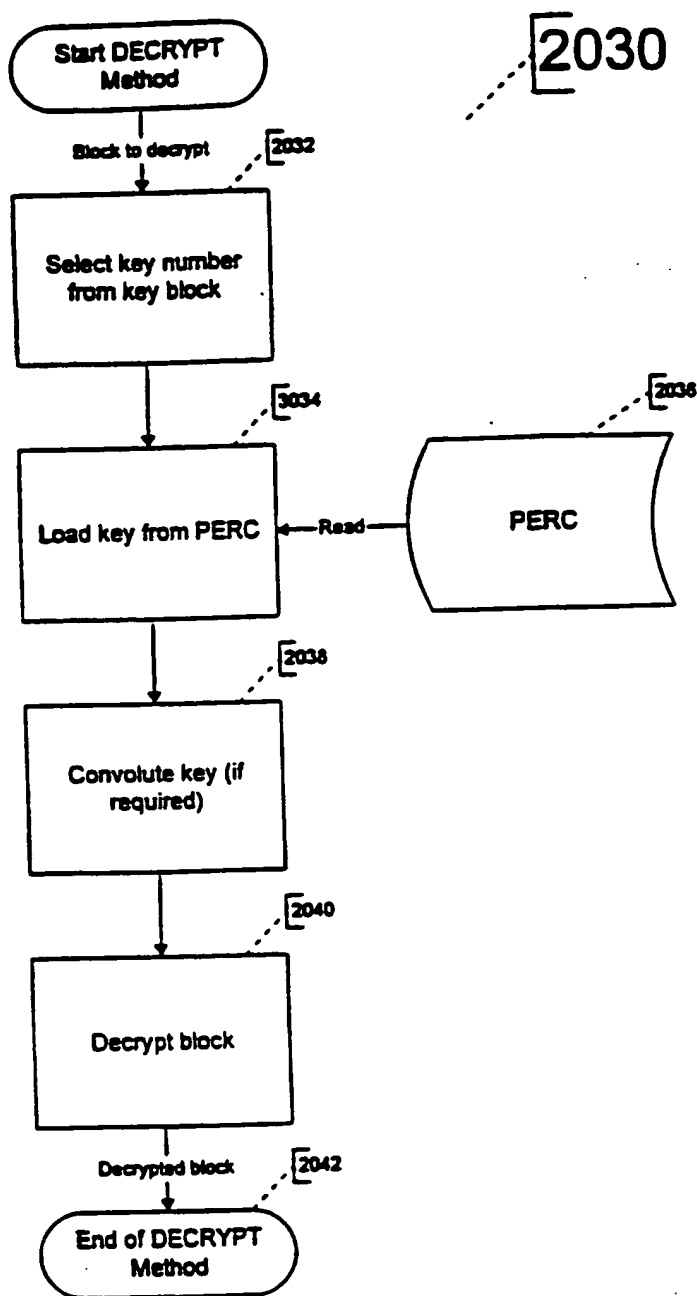 2030
Start DECRYPT
Method
Block to decrypt
2032
Select key number
from key block
3034
2036
Load key from PERC
Read
PERC
2038
Convolute key (if
required)
2040
Decrypt block
Decrypted block
2042
End of DECRYPT
Method